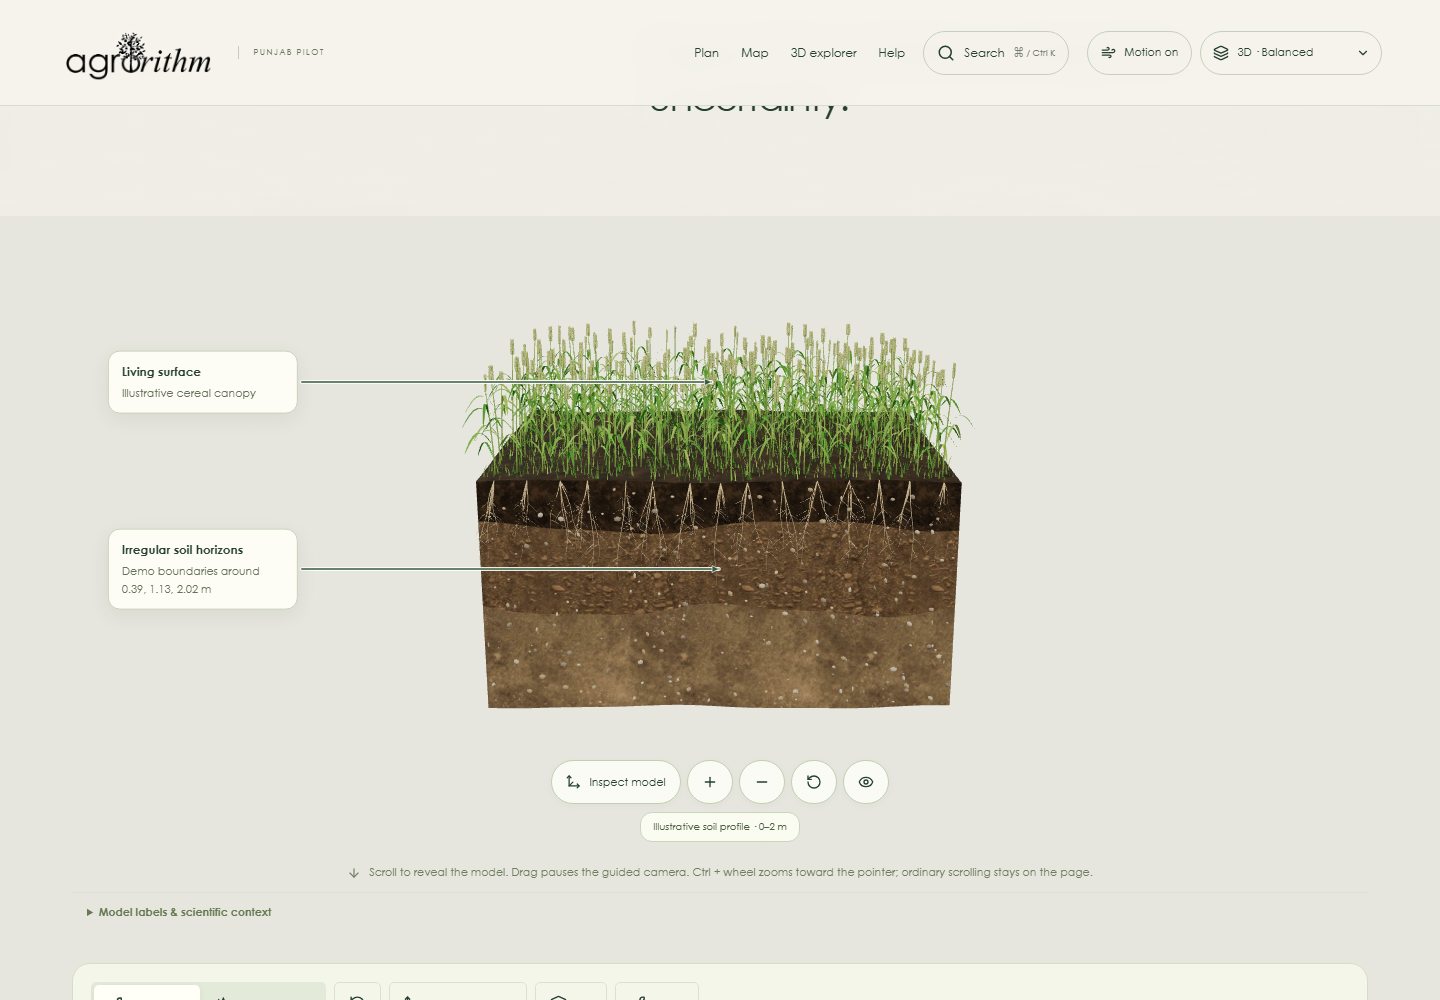 agrorithm
PUNJAB PILOT
Plan
Map
3D explorer
Help
Search ⌘ / Ctrl K
Motion on
3D · Balanced
uncertainty.
Living surface
Illustrative cereal canopy
Irregular soil horizons
Demo boundaries around
0.39, 1.13, 2.02 m
Inspect model
Illustrative soil profile · 0–2 m
Scroll to reveal the model. Drag pauses the guided camera. Ctrl + wheel zooms toward the pointer; ordinary scrolling stays on the page.
Model labels & scientific context